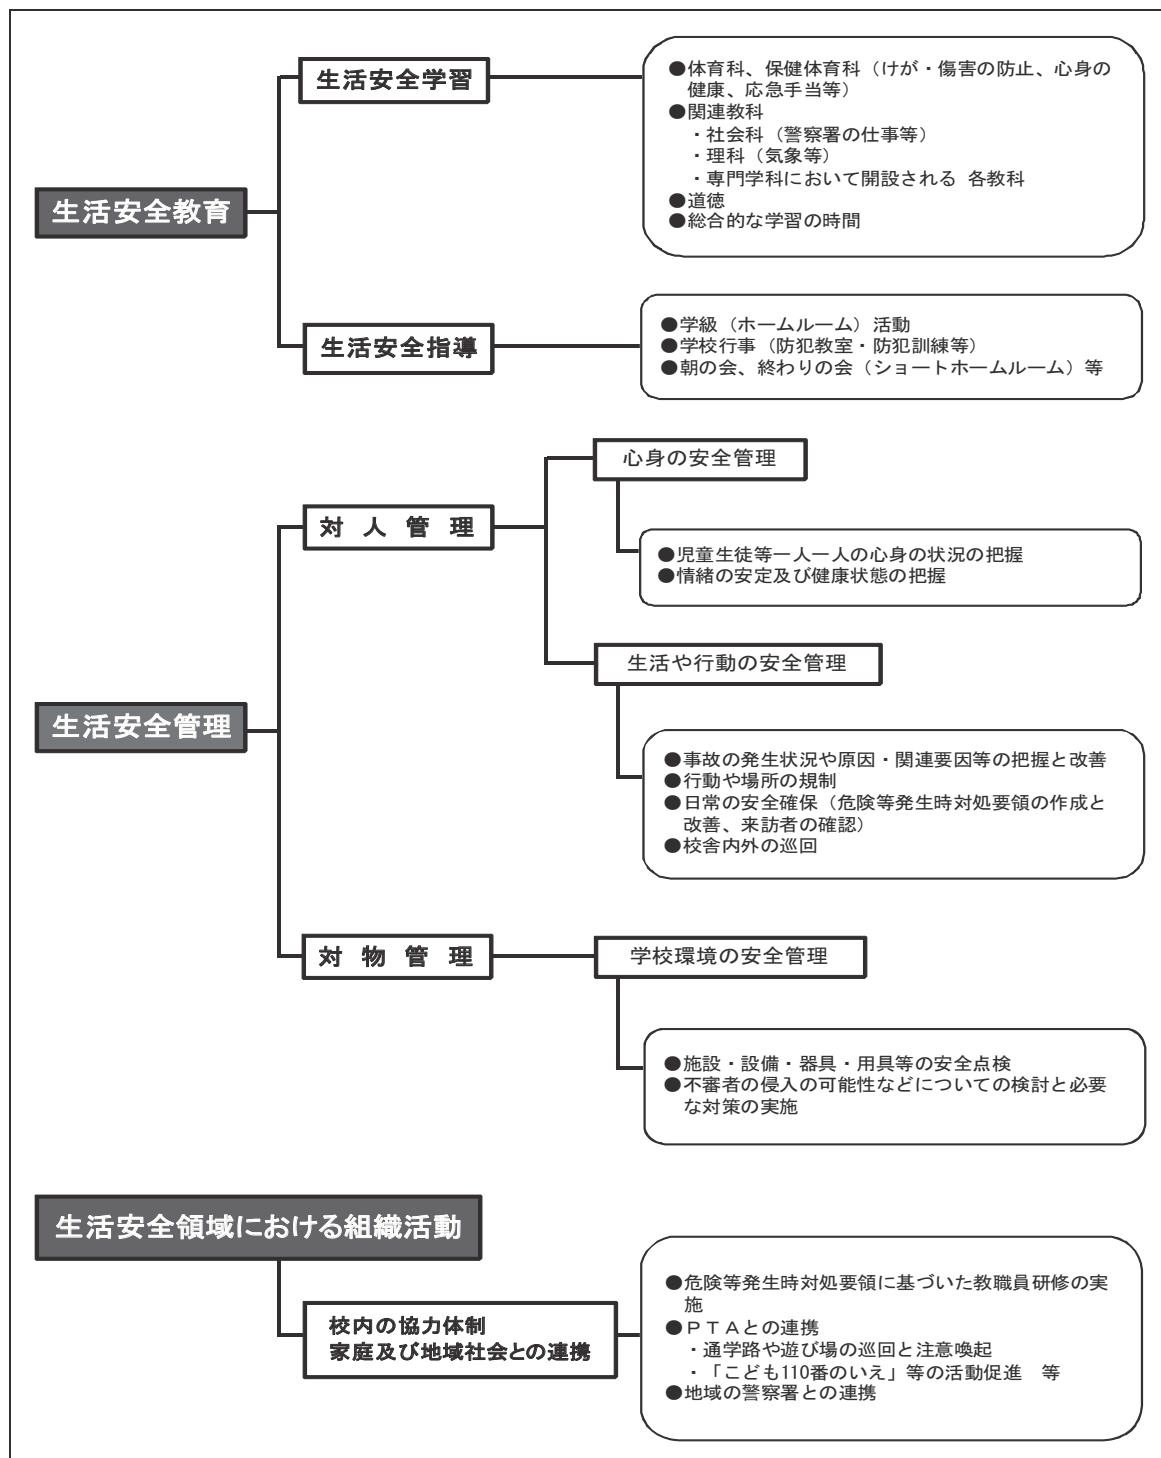 生活安全学習
●体育科、保健体育科（けが・傷害の防止、心身の
健康、応急手当等）
●関連教科
・社会科（警察署の仕事等）
・理科（気象等）
・専門学科において開設される 各教科
●道徳
●総合的な学習の時間
生活安全教育
生活安全指導
●学級（ホームルーム）活動
●学校行事（防犯教室・防犯訓練等）
●朝の会、終わりの会（ショートホームルーム）等
心身の安全管理
対 人 管 理
●児童生徒等一人一人の心身の状況の把握
●情緒の安定及び健康状態の把握
生活や行動の安全管理
生活安全管理
●事故の発生状況や原因・関連要因等の把握と改善
●行動や場所の規制
●日常の安全確保（危険等発生時対処要領の作成と
改善、来訪者の確認）
●校舎内外の巡回
対 物 管 理
学校環境の安全管理
●施設・設備・器具・用具等の安全点検
●不審者の侵入の可能性などについての検討と必要
な対策の実施
生活安全領域における組織活動
校内の協力体制
家庭及び地域社会との連携
●危険等発生時対処要領に基づいた教職員研修の実
施
●ＰＴＡとの連携
・通学路や遊び場の巡回と注意喚起
・「こども110番のいえ」等の活動促進　等
●地域の警察署との連携